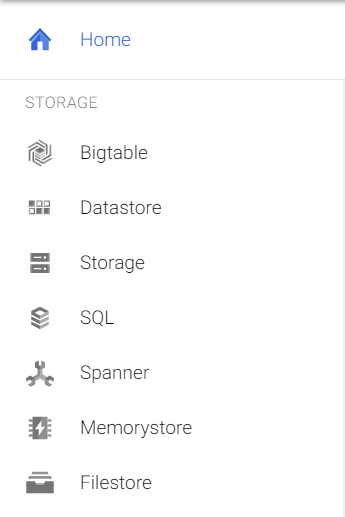 Home
STORAGE
Bigtable
Datastore
Storage
SQL
Spanner
Memorystore
Filestore